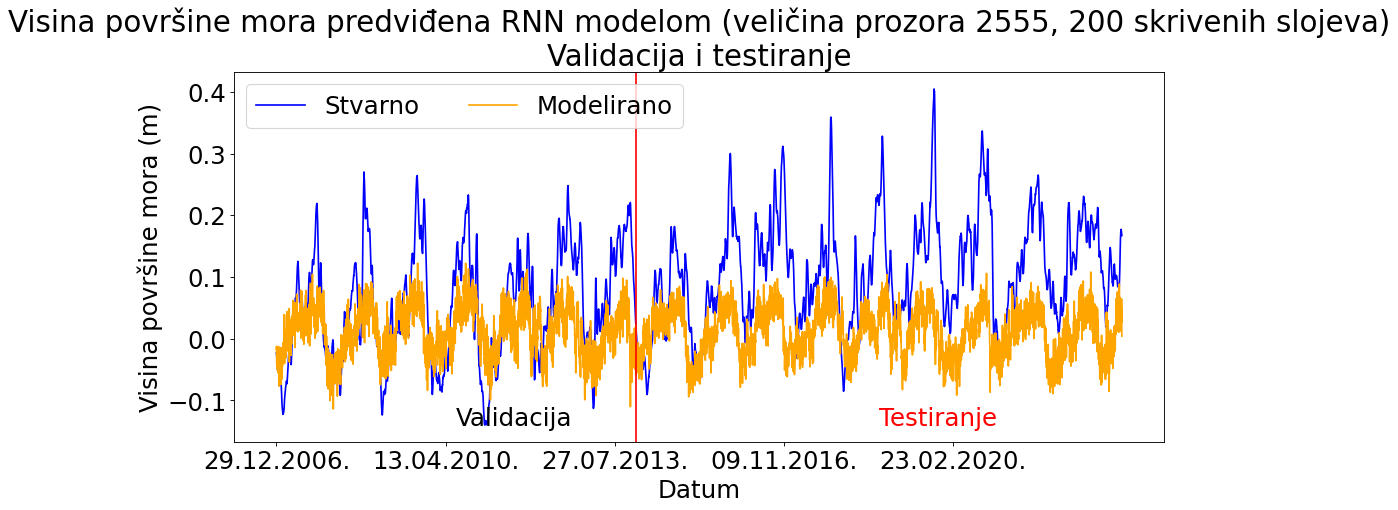 Visina površine mora predviđena RNN modelom (veličina prozora 2555, 200 skrivenih slojeva)
Validacija i testiranje
Stvarno
Modelirano
Visina površine mora (m)
0.4
0.3
0.2
0.1
0.0
−0.1
Validacija
Testiranje
29.12.2006.
13.04.2010.
27.07.2013.
09.11.2016.
23.02.2020.
Datum